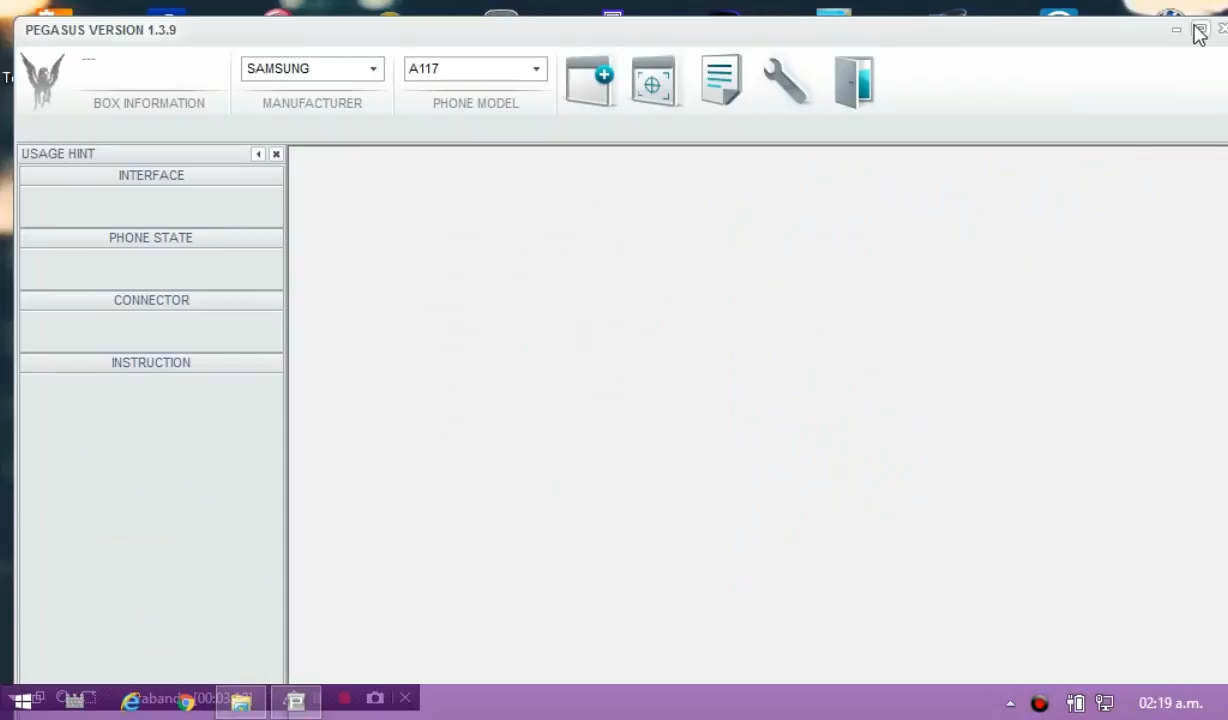 PEGASUS VERSION 1.3.9
---
SAMSUNG
A117
BOX INFORMATION
MANUFACTURER
PHONE MODEL
USAGE HINT
INTERFACE
PHONE STATE
CONNECTOR
INSTRUCTION
02:19 a.m.